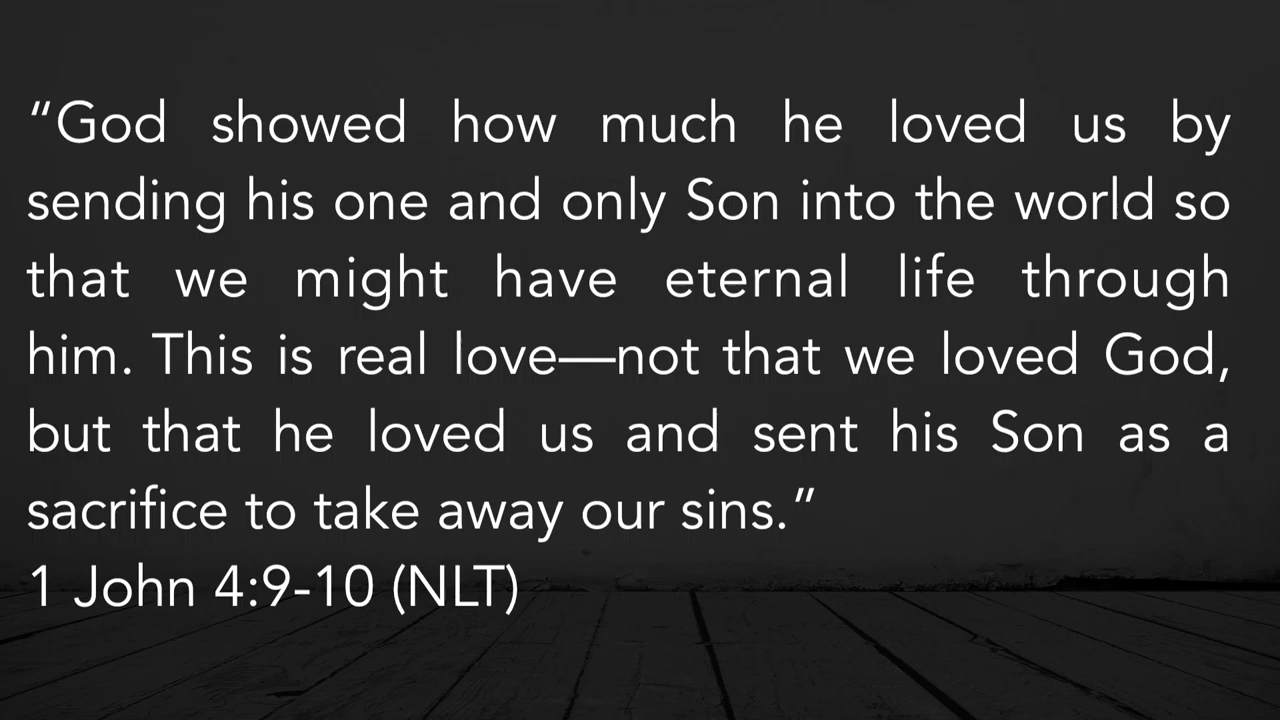 “God showed how much he loved us by
sending his one and only Son into the world so
that we might have eternal life through
him. This is real love—not that we loved God,
but that he loved us and sent his Son as a
sacrifice to take away our sins.”
1 John 4:9-10 (NLT)